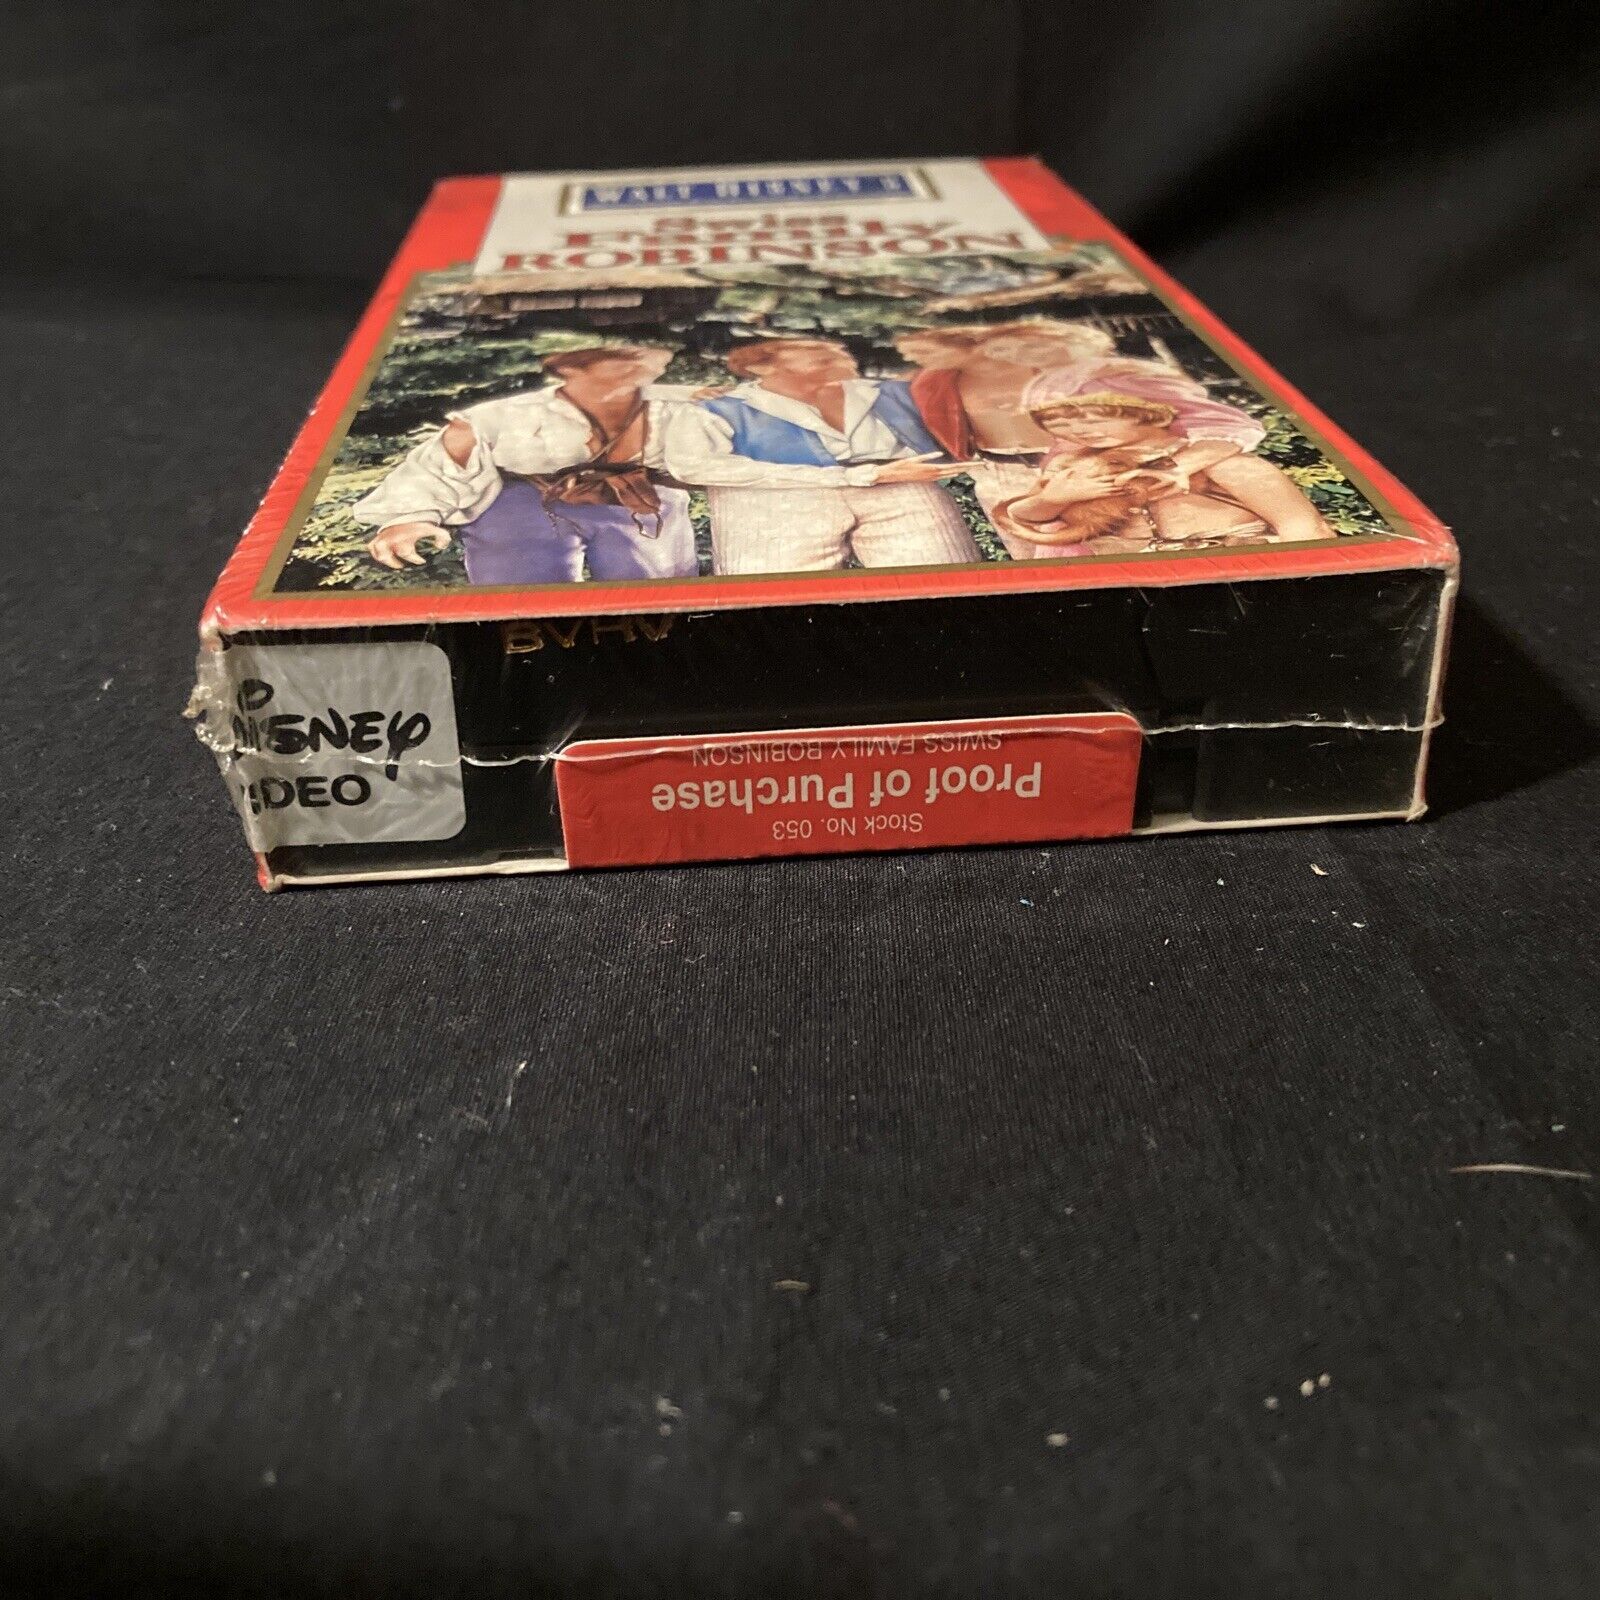 WALT DISNEY'S
Swiss
Family
ROBINSON
BVHV
DISNEY
VIDEO
SWISS FAMILY ROBINSON
Proof of Purchase
Stock No. 053